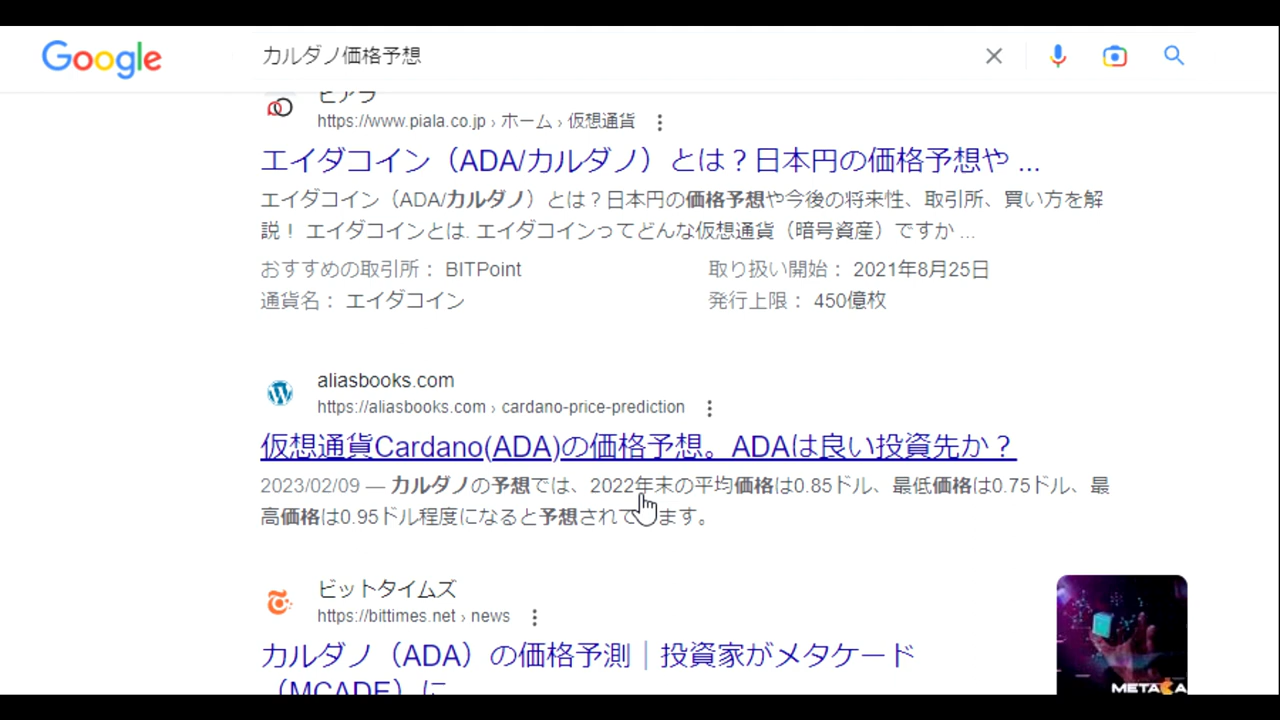 Google
カルダノ価格予想
ピアラ
https://www.piala.co.jp › ホーム › 仮想通貨
エイダコイン（ADA/カルダノ）とは？日本円の価格予想や ...
エイダコイン（ADA/カルダノ）とは？日本円の価格予想や今後の将来性、取引所、買い方を解
説！ エイダコインとは. エイダコインってどんな仮想通貨（暗号資産）ですか ...
おすすめの取引所： BITPoint
取り扱い開始： 2021年8月25日
通貨名： エイダコイン
発行上限： 450億枚
aliasbooks.com
https://aliasbooks.com › cardano-price-prediction
仮想通貨Cardano(ADA)の価格予想。ADAは良い投資先か？
2023/02/09 — カルダノの予想では、2022年末の平均価格は0.85ドル、最低価格は0.75ドル、最
高価格は0.95ドル程度になると予想されています。
ビットタイムズ
https://bittimes.net › news
カルダノ（ADA）の価格予測｜投資家がメタケード
（MCADE）に
METACA